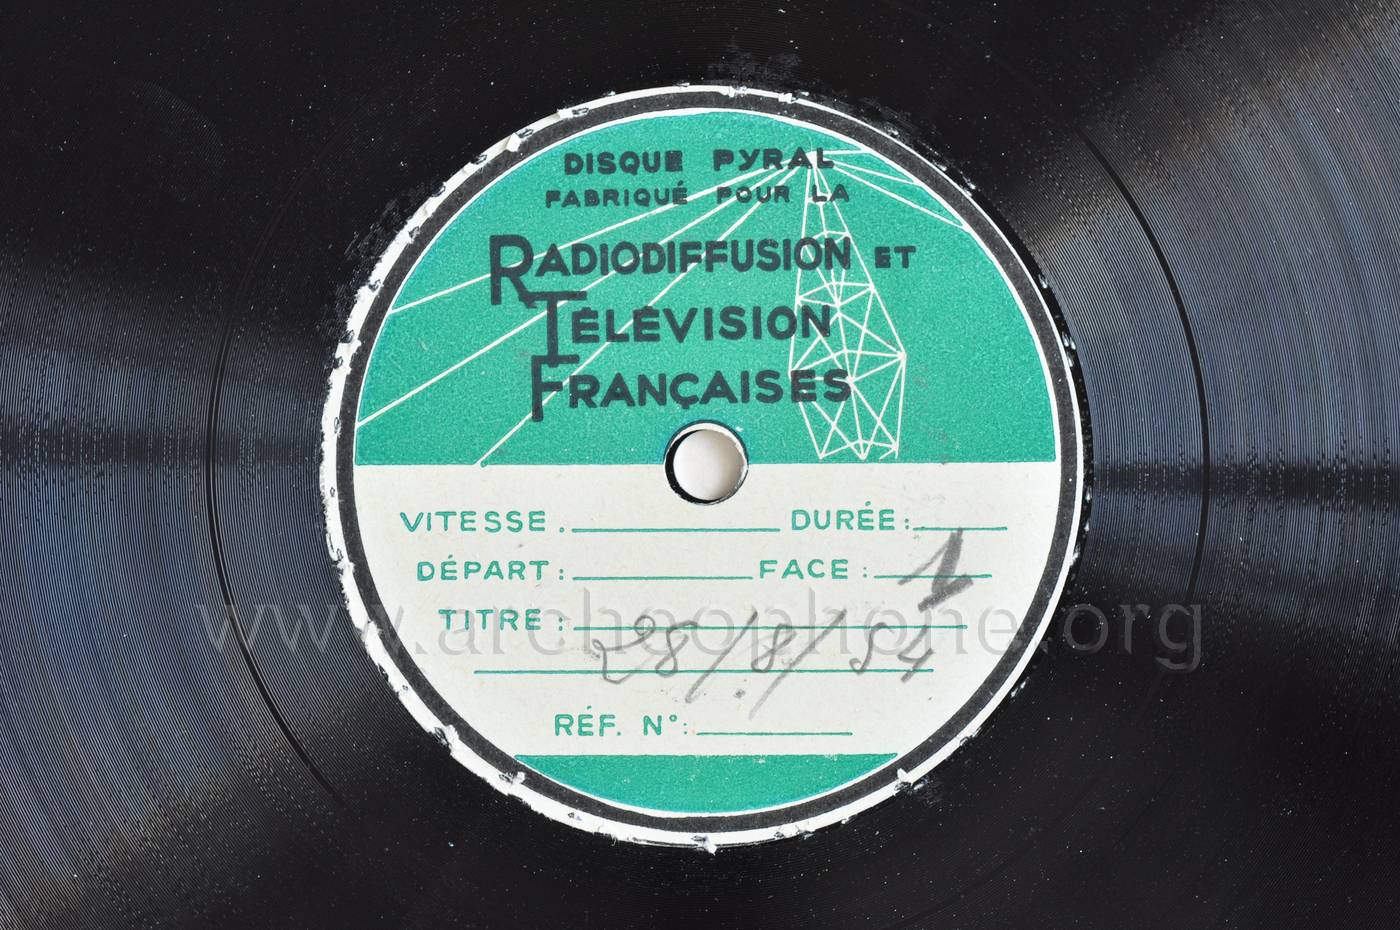 DISQUE PYRAL
FABRIQUÉ POUR LA
RADIODIFFUSION ET
TÉLÉVISION
FRANÇAISES
VITESSE. DURÉE:
DÉPART: FACE: 1
TITRE:
www.archeophone.org
28/8/54
RÉF. N°: